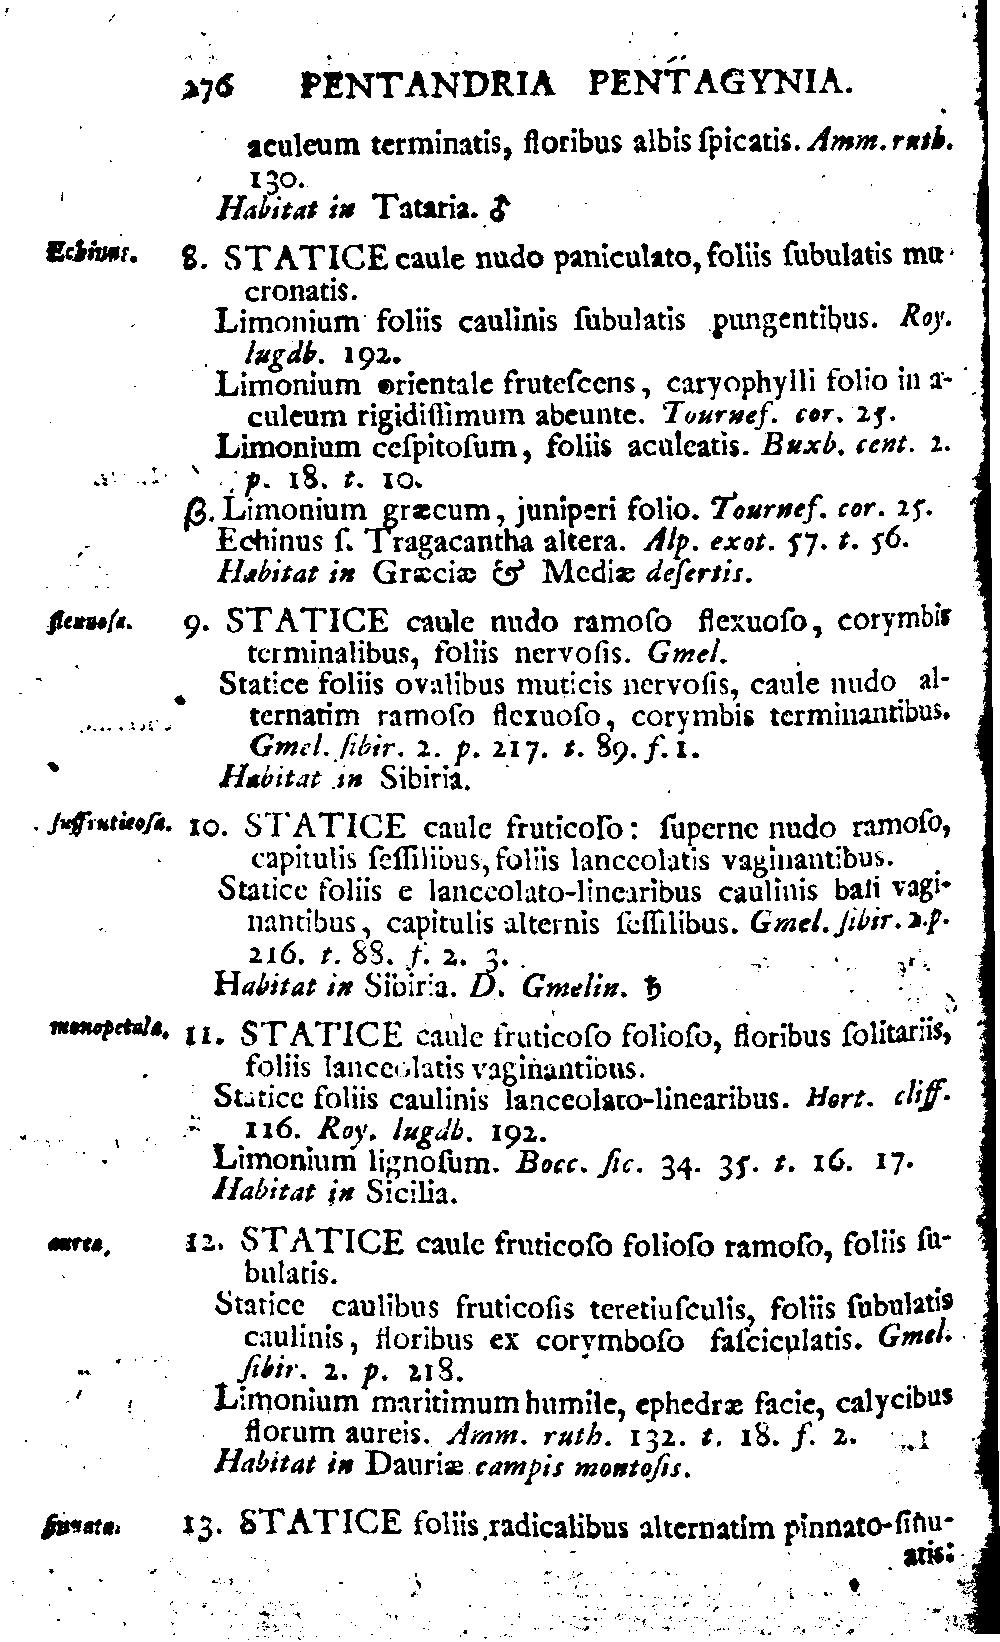 276 PENTANDRIA PENTAGYNIA.
aculeum terminatis, floribus albis ſpicatis. Amm. ruth.
130.
Habitat in Tataria. ♂
Echinus. 8. STATICE caule nudo paniculato, foliis ſubulatis mu-
cronatis.
Limonium foliis caulinis ſubulatis pungentibus. Roy.
lugdb. 192.
Limonium orientale fruteſcens, caryophylli folio in a-
culeum rigidiſſimum abeunte. Tournef. cor. 25.
Limonium ceſpitoſum, foliis aculeatis. Buxb. cent. 2.
p. 18. t. 10.
β. Limonium græcum, juniperi folio. Tournef. cor. 25.
Echinus ſ. Tragacantha altera. Alp. exot. 57. t. 56.
Habitat in Græciæ & Mediæ deſertis.
flexuoſa. 9. STATICE caule nudo ramoſo flexuoſo, corymbis
terminalibus, foliis nervoſis. Gmel.
Statice foliis ovalibus muticis nervoſis, caule nudo al-
ternatim ramoſo flexuoſo, corymbis terminantibus.
Gmel. ſibir. 2. p. 217. t. 89. f. 1.
Habitat in Sibiria.
ſuffruticoſa. 10. STATICE caule fruticoſo: ſuperne nudo ramoſo,
capitulis ſeſſilibus, foliis lanceolatis vaginantibus.
Statice foliis e lanceolato-linearibus caulinis baſi vagi-
nantibus, capitulis alternis ſeſſilibus. Gmel. ſibir. 2. p.
216. t. 88. f. 2. 3.
Habitat in Sibiria. D. Gmelin. ♄
monopetala. 11. STATICE caule fruticoſo folioſo, floribus ſolitariis,
foliis lanceolatis vaginantibus.
Statice foliis caulinis lanceolato-linearibus. Hort. cliff.
116. Roy. lugdb. 192.
Limonium lignoſum. Bocc. ſic. 34. 35. t. 16. 17.
Habitat in Sicilia.
aurea. 12. STATICE caule fruticoſo folioſo ramoſo, foliis ſu-
bulatis.
Statice caulibus fruticoſis teretiuſculis, foliis ſubulatis
caulinis, floribus ex corymboſo faſciculatis. Gmel.
ſibir. 2. p. 218.
Limonium maritimum humile, ephedræ facie, calycibus
florum aureis. Amm. ruth. 132. t. 18. f. 2.
Habitat in Dauriæ campis montoſis.
ſinuata. 13. STATICE foliis radicalibus alternatim pinnato-ſinu-
atis: